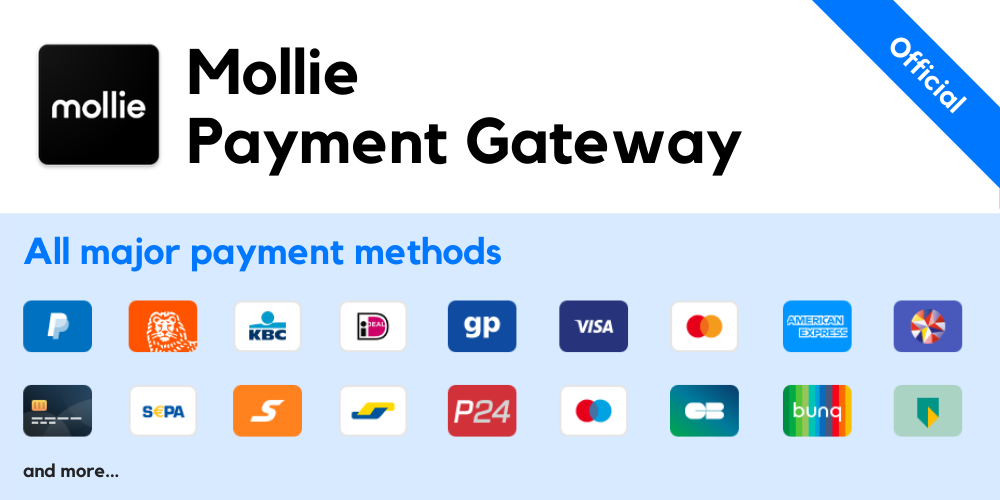 mollie
Mollie
Payment Gateway
Official
All major payment methods
KBC
iDEAL
gp
VISA
AMERICAN
EXPRESS
S€PA
P24
CB
bunq
and more...